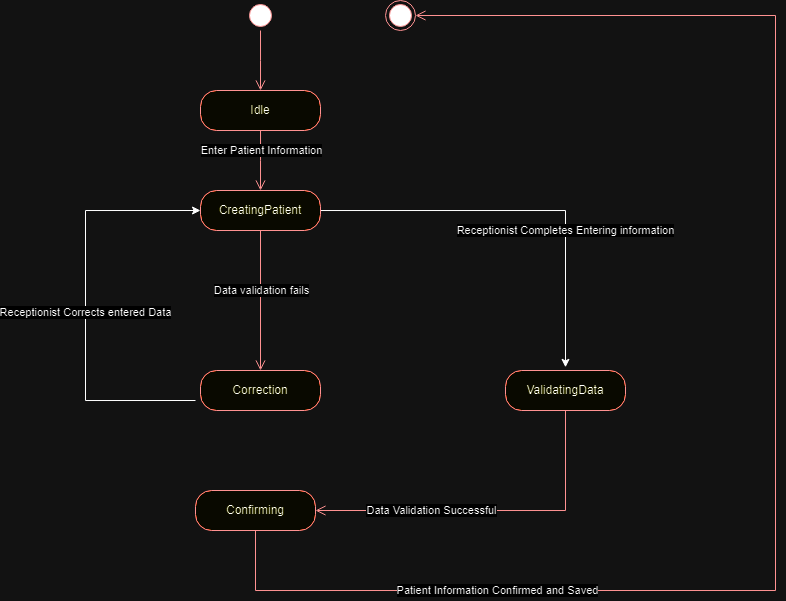 Idle
Enter Patient Information
CreatingPatient
Receptionist Completes Entering information
Data validation fails
Receptionist Corrects entered Data
Correction
ValidatingData
Confirming
Data Validation Successful
Patient Information Confirmed and Saved